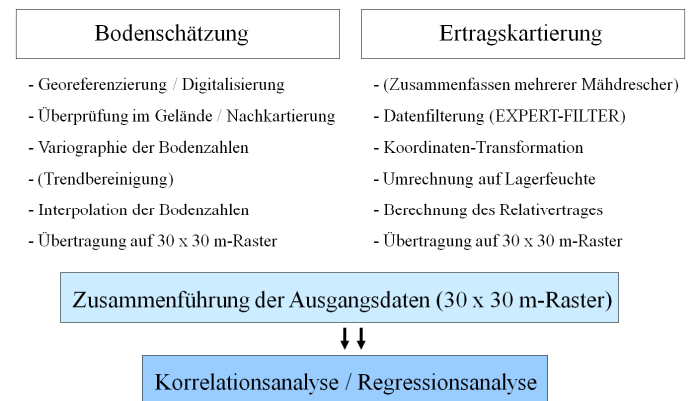 Bodenschätzung
- Georeferenzierung / Digitalisierung
- Überprüfung im Gelände / Nachkartierung
- Variographie der Bodenzahlen
- (Trendbereinigung)
- Interpolation der Bodenzahlen
- Übertragung auf 30 x 30 m-Raster
Ertragskartierung
- (Zusammenfassen mehrerer Mähdrescher)
- Datenfilterung (EXPERT-FILTER)
- Koordinaten-Transformation
- Umrechnung auf Lagerfeuchte
- Berechnung des Relativertrages
- Übertragung auf 30 x 30 m-Raster
Zusammenführung der Ausgangsdaten (30 x 30 m-Raster)
Korrelationsanalyse / Regressionsanalyse